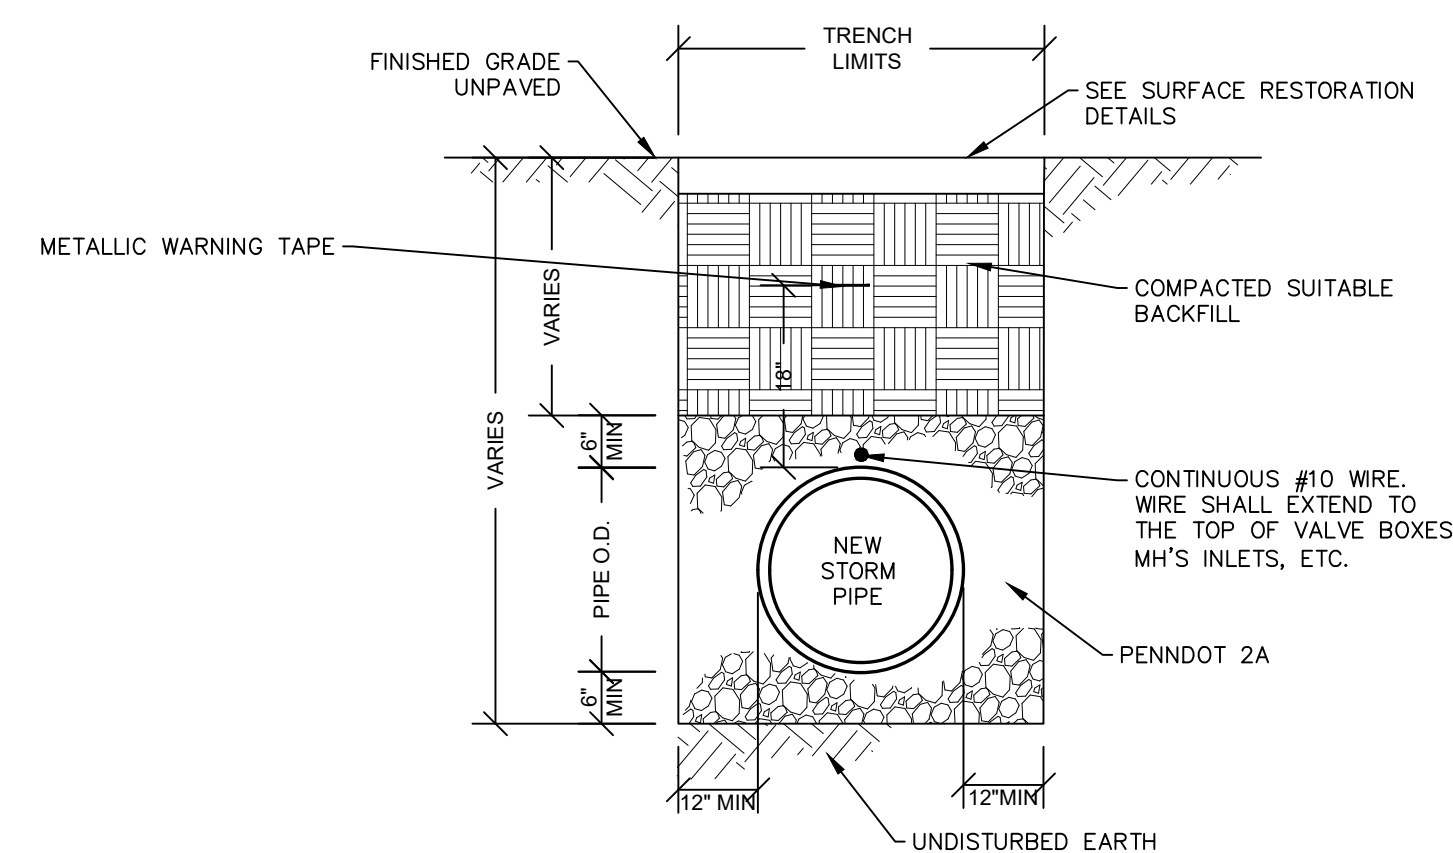 TRENCH
LIMITS
FINISHED GRADE
UNPAVED
SEE SURFACE RESTORATION
DETAILS
METALLIC WARNING TAPE
COMPACTED SUITABLE
BACKFILL
VARIES
VARIES
18"
6"
MIN
CONTINUOUS #10 WIRE.
WIRE SHALL EXTEND TO
THE TOP OF VALVE BOXES
MH'S INLETS, ETC.
PIPE O.D.
NEW
STORM
PIPE
PENNDOT 2A
6"
MIN
12" MIN
12"MIN
UNDISTURBED EARTH